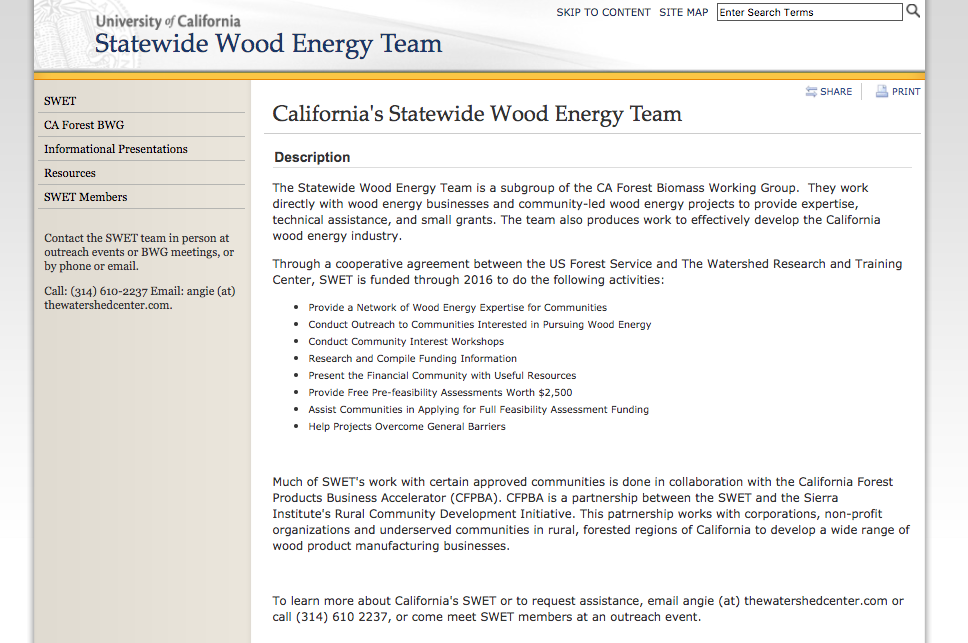 University of California
Statewide Wood Energy Team
SKIP TO CONTENT SITE MAP Enter Search Terms
SHARE PRINT
SWET
CA Forest BWG
Informational Presentations
Resources
SWET Members
Contact the SWET team in person at
outreach events or BWG meetings, or
by phone or email.
Call: (314) 610-2237 Email: angie (at)
thewatershedcenter.com.
California's Statewide Wood Energy Team
Description
The Statewide Wood Energy Team is a subgroup of the CA Forest Biomass Working Group. They work
directly with wood energy businesses and community-led wood energy projects to provide expertise,
technical assistance, and small grants. The team also produces work to effectively develop the California
wood energy industry.
Through a cooperative agreement between the US Forest Service and The Watershed Research and Training
Center, SWET is funded through 2016 to do the following activities:
• Provide a Network of Wood Energy Expertise for Communities
• Conduct Outreach to Communities Interested in Pursuing Wood Energy
• Conduct Community Interest Workshops
• Research and Compile Funding Information
• Present the Financial Community with Useful Resources
• Provide Free Pre-feasibility Assessments Worth $2,500
• Assist Communities in Applying for Full Feasibility Assessment Funding
• Help Projects Overcome General Barriers
Much of SWET's work with certain approved communities is done in collaboration with the California Forest
Products Business Accelerator (CFPBA). CFPBA is a partnership between the SWET and the Sierra
Institute's Rural Community Development Initiative. This patrnership works with corporations, non-profit
organizations and underserved communities in rural, forested regions of California to develop a wide range of
wood product manufacturing businesses.
To learn more about California's SWET or to request assistance, email angie (at) thewatershedcenter.com or
call (314) 610 2237, or come meet SWET members at an outreach event.